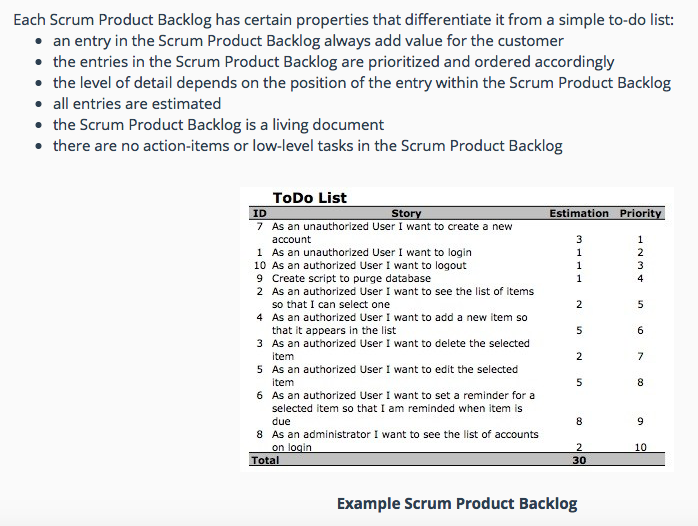 Each Scrum Product Backlog has certain properties that differentiate it from a simple to-do list:
• an entry in the Scrum Product Backlog always add value for the customer
• the entries in the Scrum Product Backlog are prioritized and ordered accordingly
• the level of detail depends on the position of the entry within the Scrum Product Backlog
• all entries are estimated
• the Scrum Product Backlog is a living document
• there are no action-items or low-level tasks in the Scrum Product Backlog
ToDo List
ID Story Estimation Priority
7 As an unauthorized User I want to create a new
account 3 1
1 As an unauthorized User I want to login 1 2
10 As an authorized User I want to logout 1 3
9 Create script to purge database 1 4
2 As an authorized User I want to see the list of items
so that I can select one 2 5
4 As an authorized User I want to add a new item so
that it appears in the list 5 6
3 As an authorized User I want to delete the selected
item 2 7
5 As an authorized User I want to edit the selected
item 5 8
6 As an authorized User I want to set a reminder for a
selected item so that I am reminded when item is
due 8 9
8 As an administrator I want to see the list of accounts
on login 2 10
Total 30
Example Scrum Product Backlog